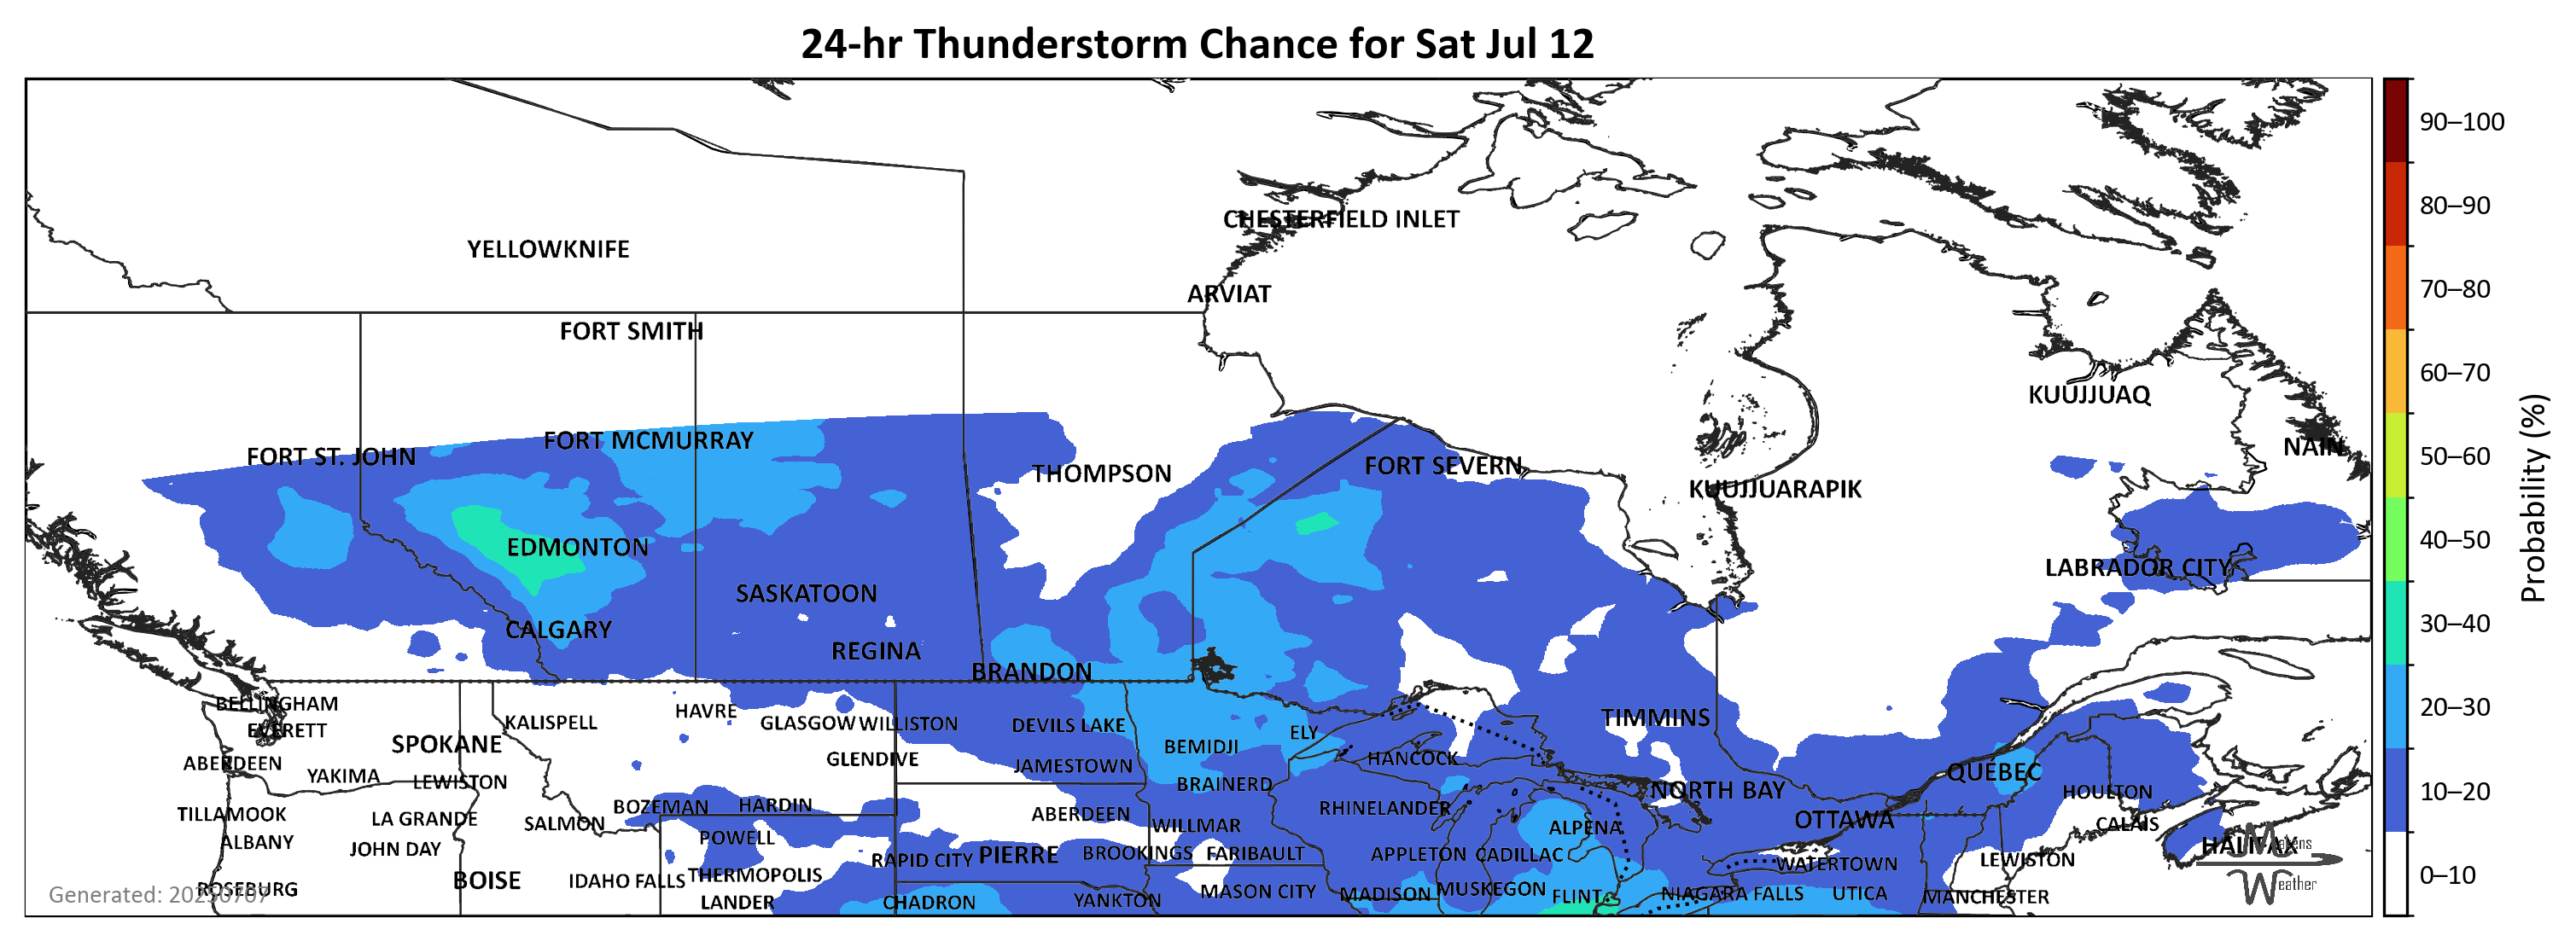 24-hr Thunderstorm Chance for Sat Jul 12
90–100
80–90
CHESTERFIELD INLET
YELLOWKNIFE
70–80
ARVIAT
FORT SMITH
60–70
KUUJJUAQ
FORT MCMURRAY
NAIN
50–60
FORT ST. JOHN
FORT SEVERN
THOMPSON
KUUJJUARAPIK
Probability (%)
40–50
EDMONTON
LABRADOR CITY
SASKATOON
30–40
CALGARY
REGINA
BRANDON
BELLINGHAM
HAVRE
20–30
TIMMINS
KALISPELL
GLASGOW
WILLISTON
DEVILS LAKE
EVERETT
ELY
SPOKANE
BEMIDJI
GLENDIVE
HANCOCK
ABERDEEN
JAMESTOWN
QUEBEC
YAKIMA
LEWISTON
BRAINERD
NORTH BAY
HOULTON
10–20
BOZEMAN
HARDIN
RHINELANDER
TILLAMOOK
ABERDEEN
LA GRANDE
OTTAWA
SALMON
WILLMAR
ALPENA
CALAIS
ALBANY
POWELL
HALIFAX
Makens
JOHN DAY
BROOKINGS
FARIBAULT
APPLETON
CADILLAC
PIERRE
RAPID CITY
LEWISTON
WATERTOWN
THERMOPOLIS
0–10
BOISE
IDAHO FALLS
Weather
ROSEBURG
MUSKEGON
MASON CITY
MADISON
NIAGARA FALLS
UTICA
Generated: 20250707
FLINT
MANCHESTER
YANKTON
LANDER
CHADRON